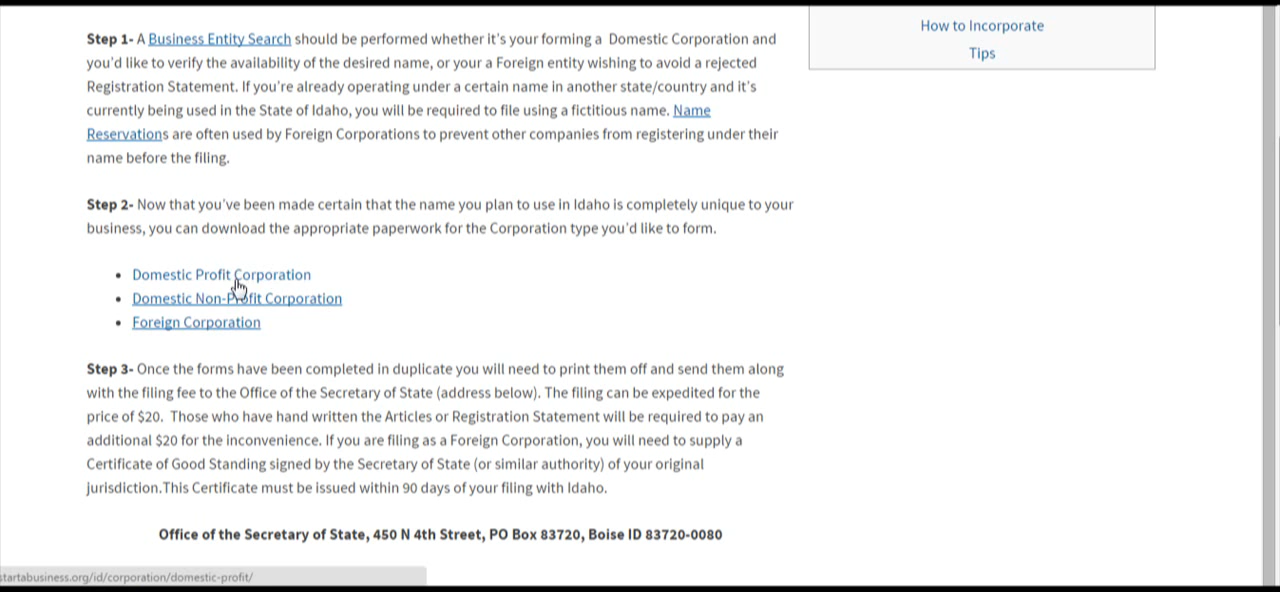 How to Incorporate
Tips
Step 1- A Business Entity Search should be performed whether it's your forming a Domestic Corporation and
you'd like to verify the availability of the desired name, or your a Foreign entity wishing to avoid a rejected
Registration Statement. If you're already operating under a certain name in another state/country and it's
currently being used in the State of Idaho, you will be required to file using a fictitious name. Name
Reservations are often used by Foreign Corporations to prevent other companies from registering under their
name before the filing.
Step 2- Now that you've been made certain that the name you plan to use in Idaho is completely unique to your
business, you can download the appropriate paperwork for the Corporation type you'd like to form.
• Domestic Profit Corporation
• Domestic Non-Profit Corporation
• Foreign Corporation
Step 3- Once the forms have been completed in duplicate you will need to print them off and send them along
with the filing fee to the Office of the Secretary of State (address below). The filing can be expedited for the
price of $20. Those who have hand written the Articles or Registration Statement will be required to pay an
additional $20 for the inconvenience. If you are filing as a Foreign Corporation, you will need to supply a
Certificate of Good Standing signed by the Secretary of State (or similar authority) of your original
jurisdiction.This Certificate must be issued within 90 days of your filing with Idaho.
Office of the Secretary of State, 450 N 4th Street, PO Box 83720, Boise ID 83720-0080
startabusiness.org/id/corporation/domestic-profit/